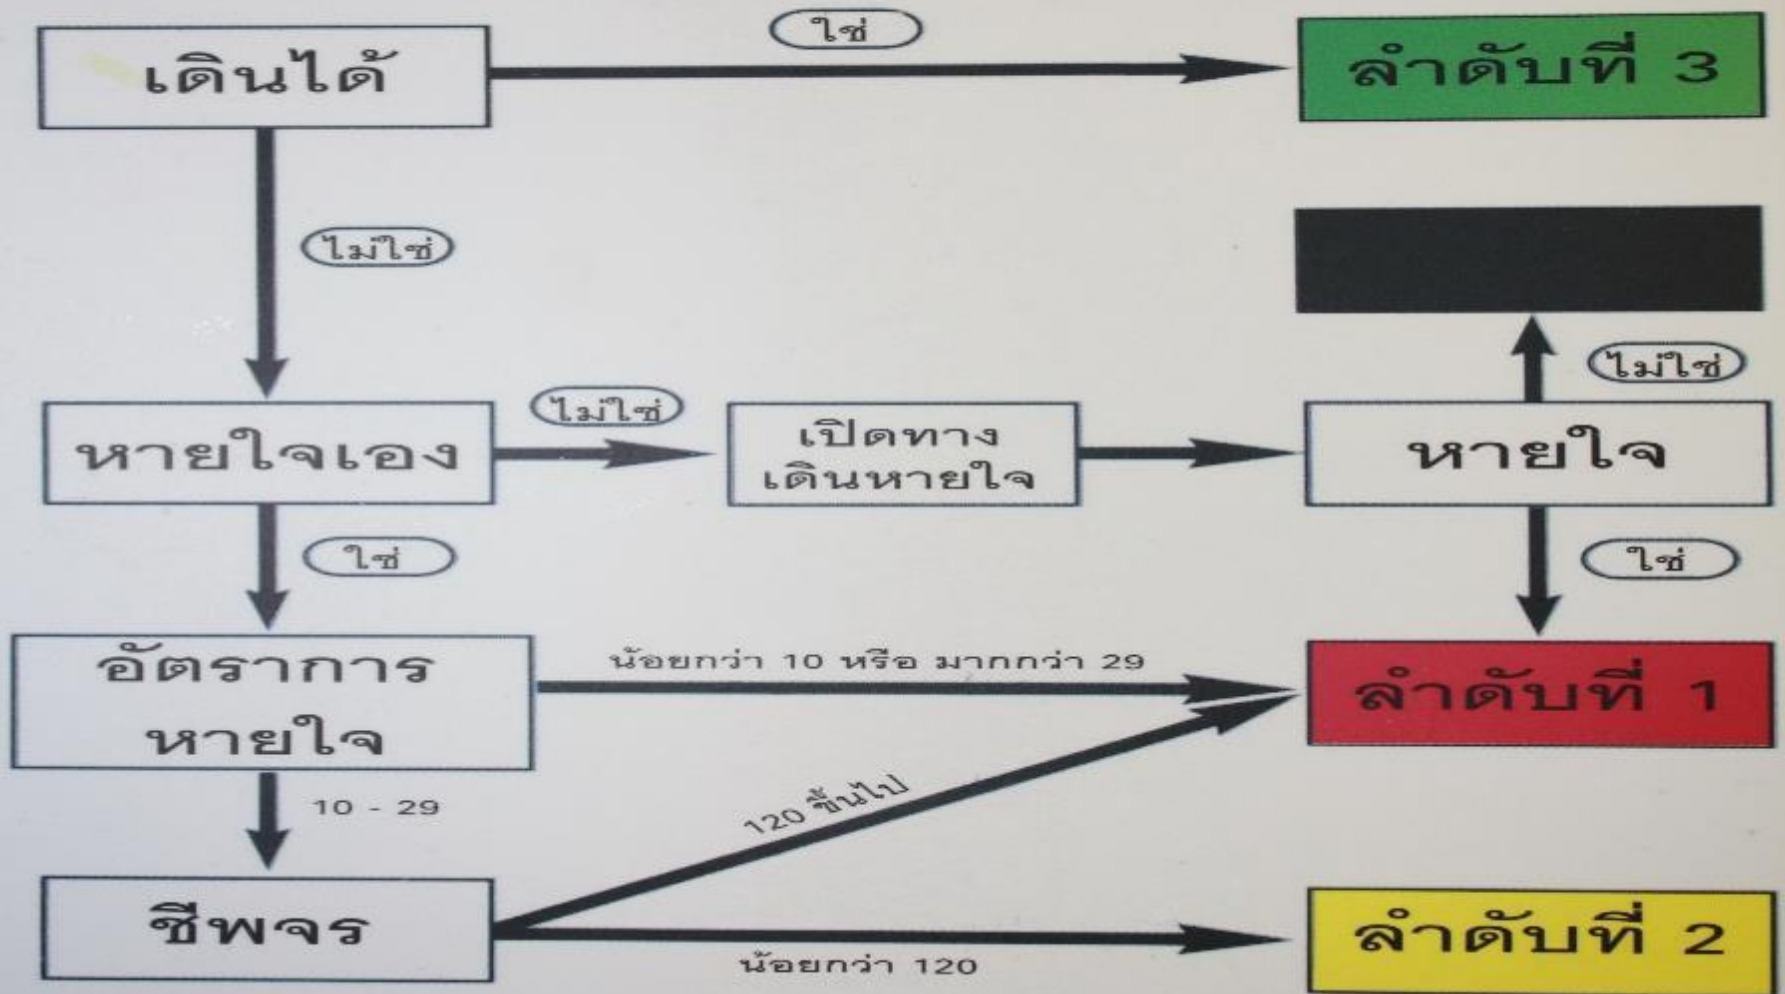 เดินได้
ใช่
ลำดับที่ 3
ไม่ใช่
ไม่ใช่
หายใจเอง
ไม่ใช่
เปิดทาง
เดินหายใจ
หายใจ
ใช่
ใช่
อัตราการ
หายใจ
น้อยกว่า 10 หรือ มากกว่า 29
ลำดับที่ 1
10 - 29
120 ขึ้นไป
ชีพจร
น้อยกว่า 120
ลำดับที่ 2